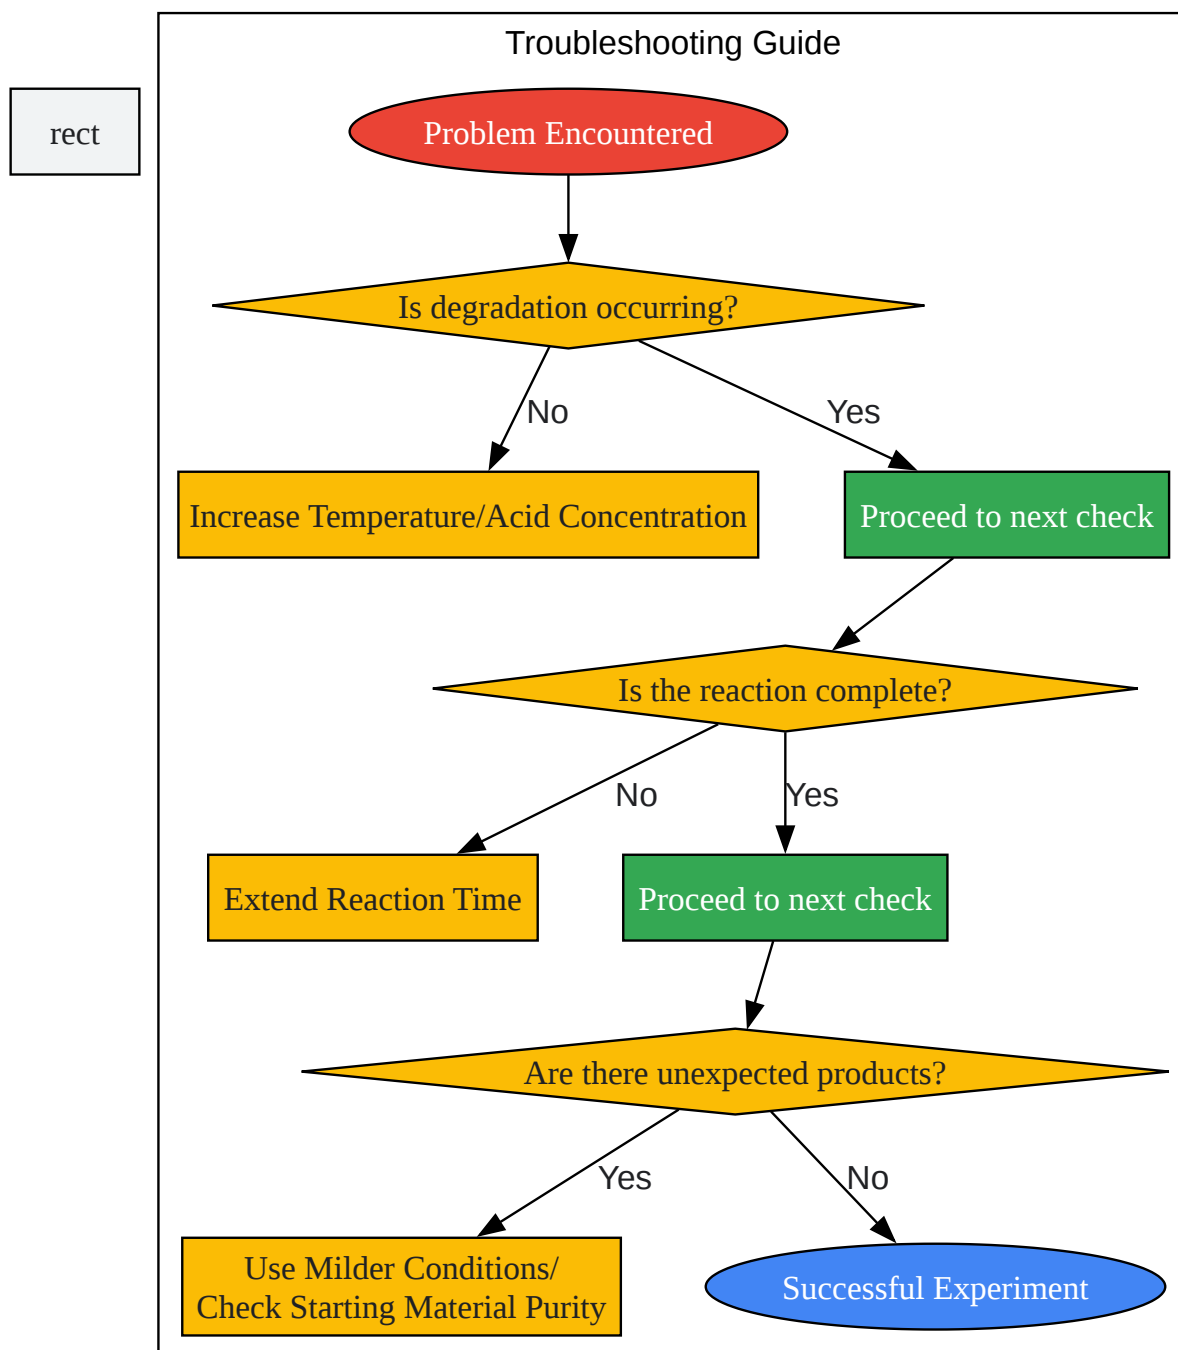 Troubleshooting Guide
rect
Problem Encountered
Is degradation occurring?
No
Yes
Increase Temperature/Acid Concentration
Proceed to next check
Is the reaction complete?
No
Yes
Extend Reaction Time
Proceed to next check
Are there unexpected products?
Yes
No
Use Milder Conditions/
Check Starting Material Purity
Successful Experiment